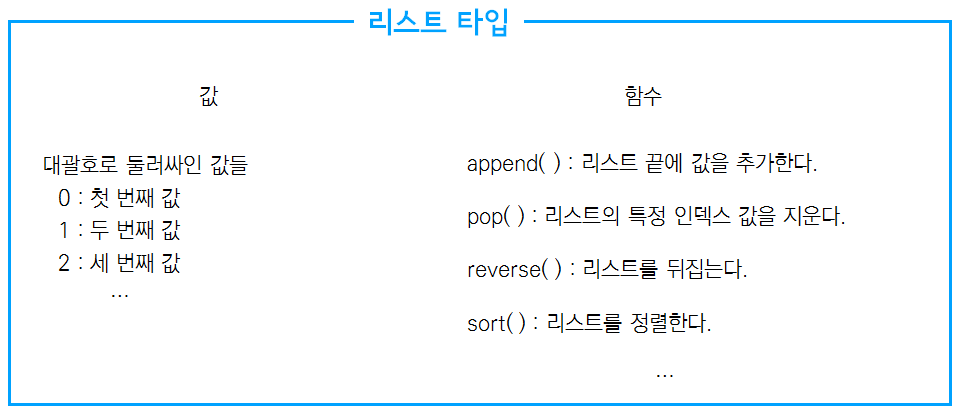 리스트 타입
값
대괄호로 둘러싸인 값들
0 : 첫 번째 값
1 : 두 번째 값
2 : 세 번째 값
...
함수
append( ) : 리스트 끝에 값을 추가한다.
pop( ) : 리스트의 특정 인덱스 값을 지운다.
reverse( ) : 리스트를 뒤집는다.
sort( ) : 리스트를 정렬한다.
...